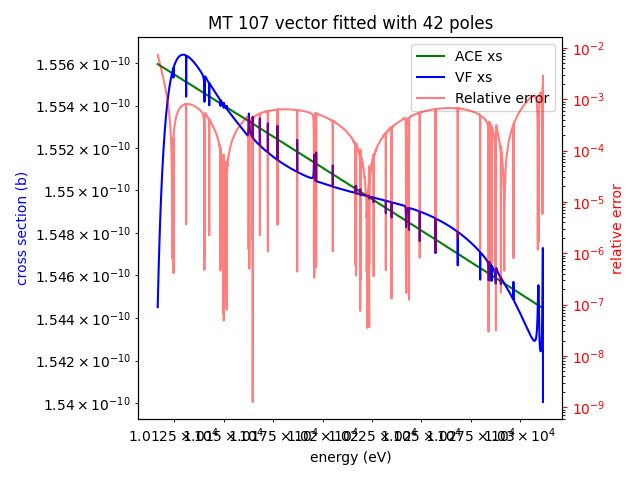 MT 107 vector fitted with 42 poles
ACE xs
VF xs
Relative error
1.556 × 10⁻¹⁰
1.554 × 10⁻¹⁰
1.552 × 10⁻¹⁰
1.55 × 10⁻¹⁰
1.548 × 10⁻¹⁰
1.546 × 10⁻¹⁰
1.544 × 10⁻¹⁰
1.542 × 10⁻¹⁰
1.54 × 10⁻¹⁰
cross section (b)
10⁻²
10⁻³
10⁻⁴
10⁻⁵
10⁻⁶
10⁻⁷
10⁻⁸
10⁻⁹
relative error
energy (eV)